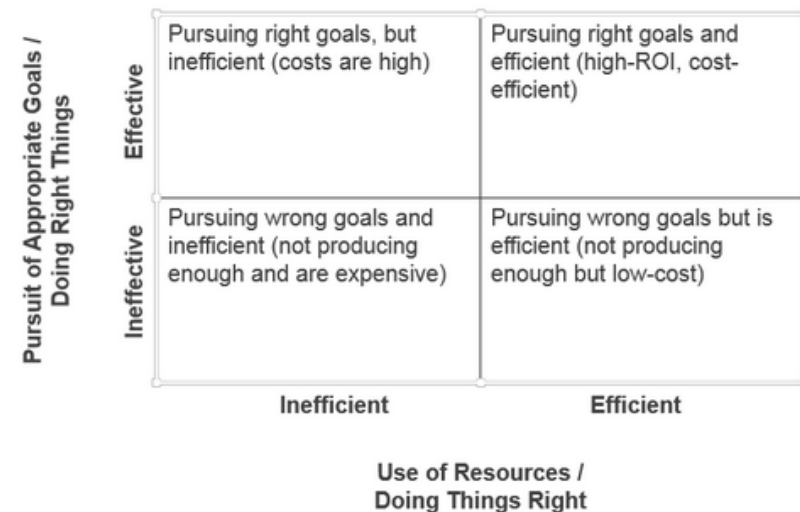 Pursuit of Appropriate Goals /
Doing Right Things
Effective
Ineffective
Pursuing right goals, but
inefficient (costs are high)
Pursuing right goals and
efficient (high-ROI, cost-
efficient)
Pursuing wrong goals and
inefficient (not producing
enough and are expensive)
Pursuing wrong goals but is
efficient (not producing
enough but low-cost)
Inefficient
Efficient
Use of Resources /
Doing Things Right